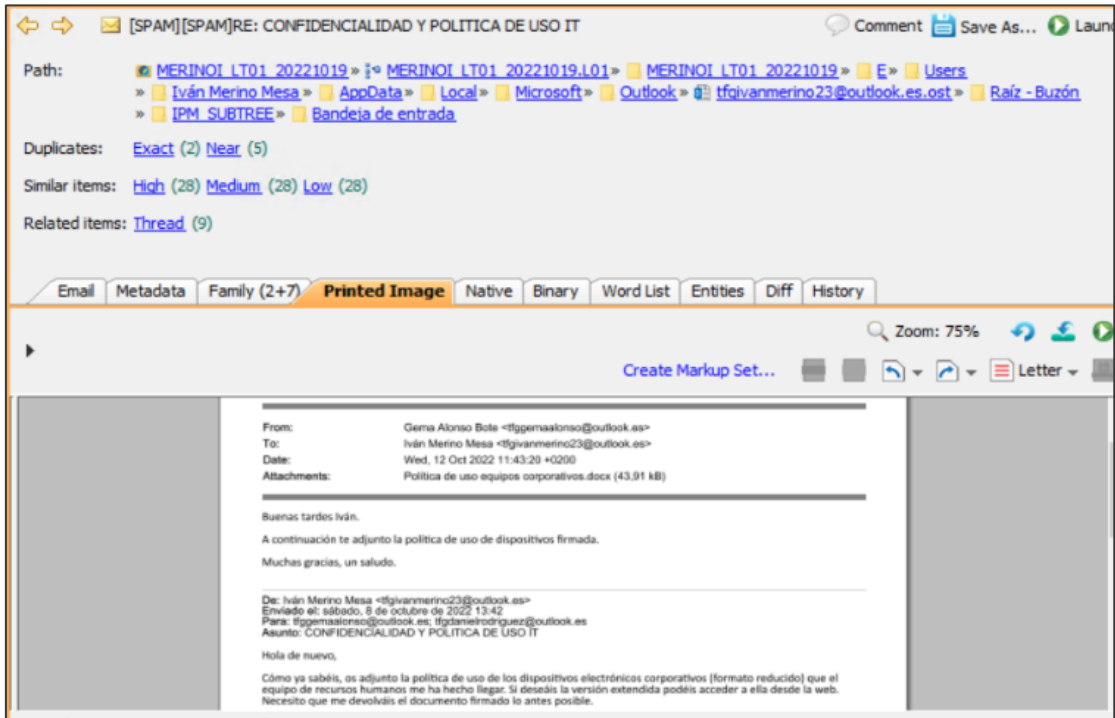 [SPAM][SPAM]RE: CONFIDENCIALIDAD Y POLITICA DE USO IT
Comment Save As... Laun
Path: MERINOI_LT01_20221019 » MERINOI_LT01_20221019.L01 » MERINOI_LT01_20221019 » E » Users
» Iván Merino Mesa » AppData » Local » Microsoft » Outlook » tfgivanmerino23@outlook.es.ost » Raíz - Buzón
» IPM_SUBTREE » Bandeja de entrada
Duplicates: Exact (2) Near (5)
Similar items: High (28) Medium (28) Low (28)
Related items: Thread (9)
Email Metadata Family (2+7) Printed Image Native Binary Word List Entities Diff History
Zoom: 75%
Create Markup Set... Letter
From: Gema Alonso Bote <tfggemaalonso@outlook.es>
To: Iván Merino Mesa <tfgivanmerino23@outlook.es>
Date: Wed, 12 Oct 2022 11:43:20 +0200
Attachments: Política de uso equipos corporativos.docx (43,91 kB)
Buenas tardes Iván.
A continuación te adjunto la política de uso de dispositivos firmada.
Muchas gracias, un saludo.
De: Iván Merino Mesa <tfgivanmerino23@outlook.es>
Enviado el: sábado, 8 de octubre de 2022 13:42
Para: tfggemaalonso@outlook.es; tfgdanielrodriguez@outlook.es
Asunto: CONFIDENCIALIDAD Y POLITICA DE USO IT
Hola de nuevo,
Cómo ya sabéis, os adjunto la política de uso de los dispositivos electrónicos corporativos (formato reducido) que el
equipo de recursos humanos me ha hecho llegar. Si deseáis la versión extendida podéis acceder a ella desde la web.
Necesito que me devolváis el documento firmado lo antes posible.